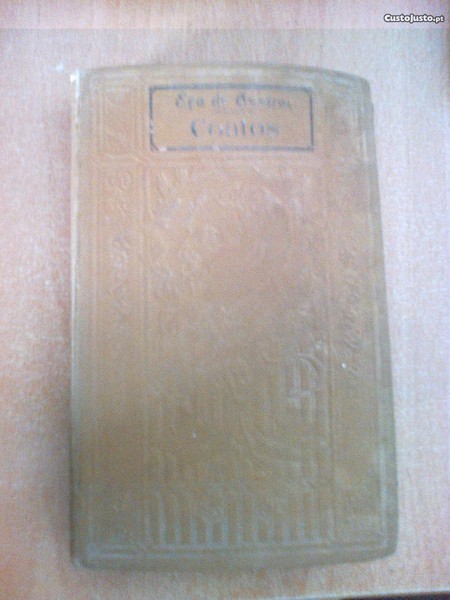 CustoJusto.pt
Eça de Queiroz
Contos